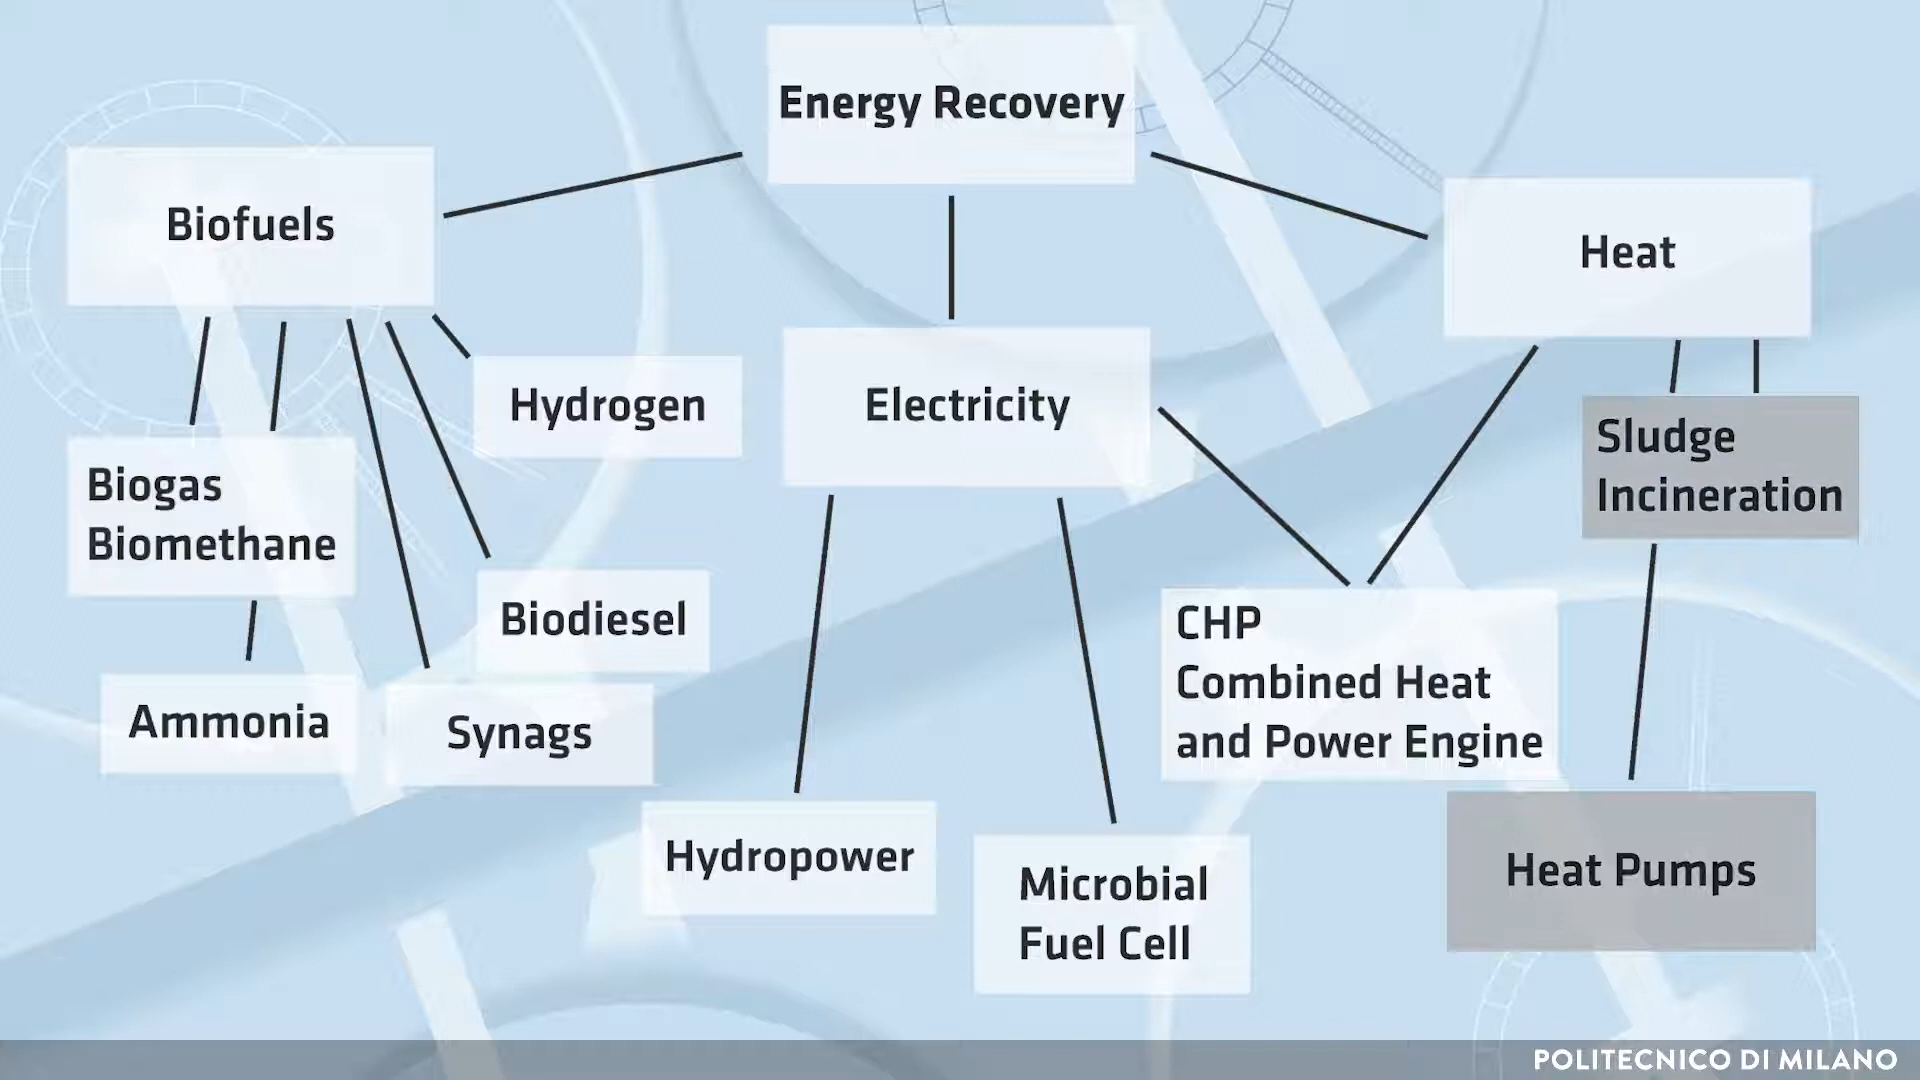 Energy Recovery
Biofuels
Heat
Hydrogen
Electricity
Sludge
Incineration
Biogas
Biomethane
Biodiesel
CHP
Combined Heat
and Power Engine
Ammonia
Synags
Hydropower
Microbial
Fuel Cell
Heat Pumps
POLITECNICO DI MILANO